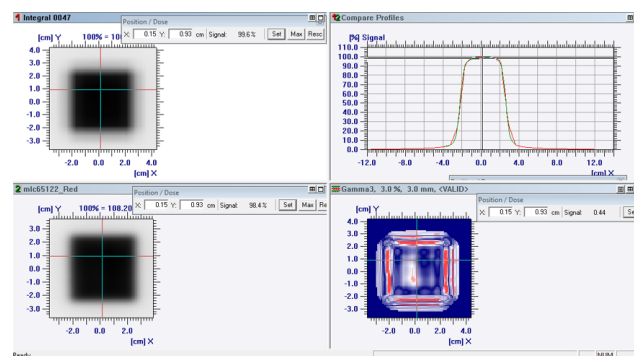 1 Integral 0047
Position / Dose
X: 0.15 Y: 0.93 cm Signal: 99.6% Set Max Resc
[cm] Y 100% = 10
4.0
3.0
2.0
1.0
0.0
-1.0
-2.0
-3.0
-2.0 0.0 2.0 4.0
[cm] X
12 Compare Profiles
[%] Signal
110.0
100.0
90.0
80.0
70.0
60.0
50.0
40.0
30.0
20.0
10.0
0.0
-12.0 -8.0 -4.0 0.0 4.0 8.0 12.0
[cm] X
2 mlc65122_Red
Position / Dose
X: 0.15 Y: 0.93 cm Signal: 98.4% Set Max Re
[cm] Y 100% = 108.20
3.0
2.0
1.0
0.0
-1.0
-2.0
-3.0
-2.0 0.0 2.0
[cm] X
Gamma3, 3.0 %, 3.0 mm, <VALID>
Position / Dose
X: 0.15 Y: 0.93 cm Signal: 0.44 Se
[cm] Y
4.0
3.0
2.0
1.0
0.0
-1.0
-2.0
-3.0
-2.0 0.0 2.0 4.0
[cm] X
Ready
NUM